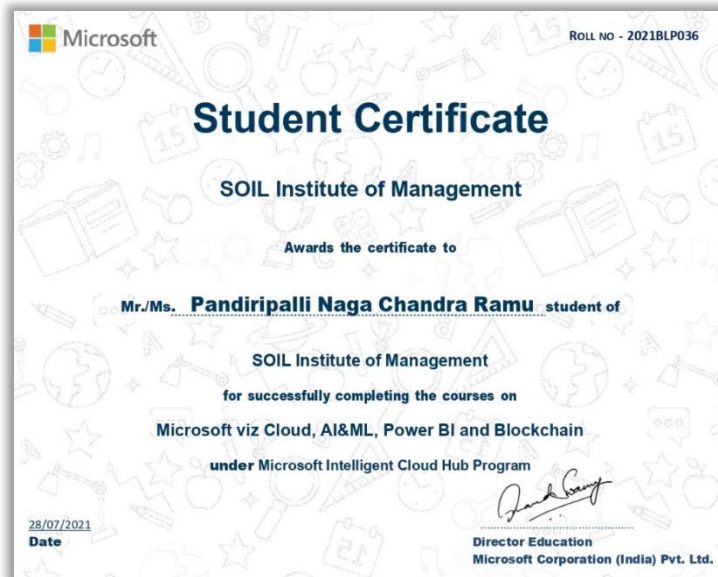 Microsoft
ROLL NO - 2021BLP036
Student Certificate
SOIL Institute of Management
Awards the certificate to
Mr./Ms. Pandiripalli Naga Chandra Ramu student of
SOIL Institute of Management
for successfully completing the courses on
Microsoft viz Cloud, AI&ML, Power BI and Blockchain
under Microsoft Intelligent Cloud Hub Program
28/07/2021
Date
Director Education
Microsoft Corporation (India) Pvt. Ltd.